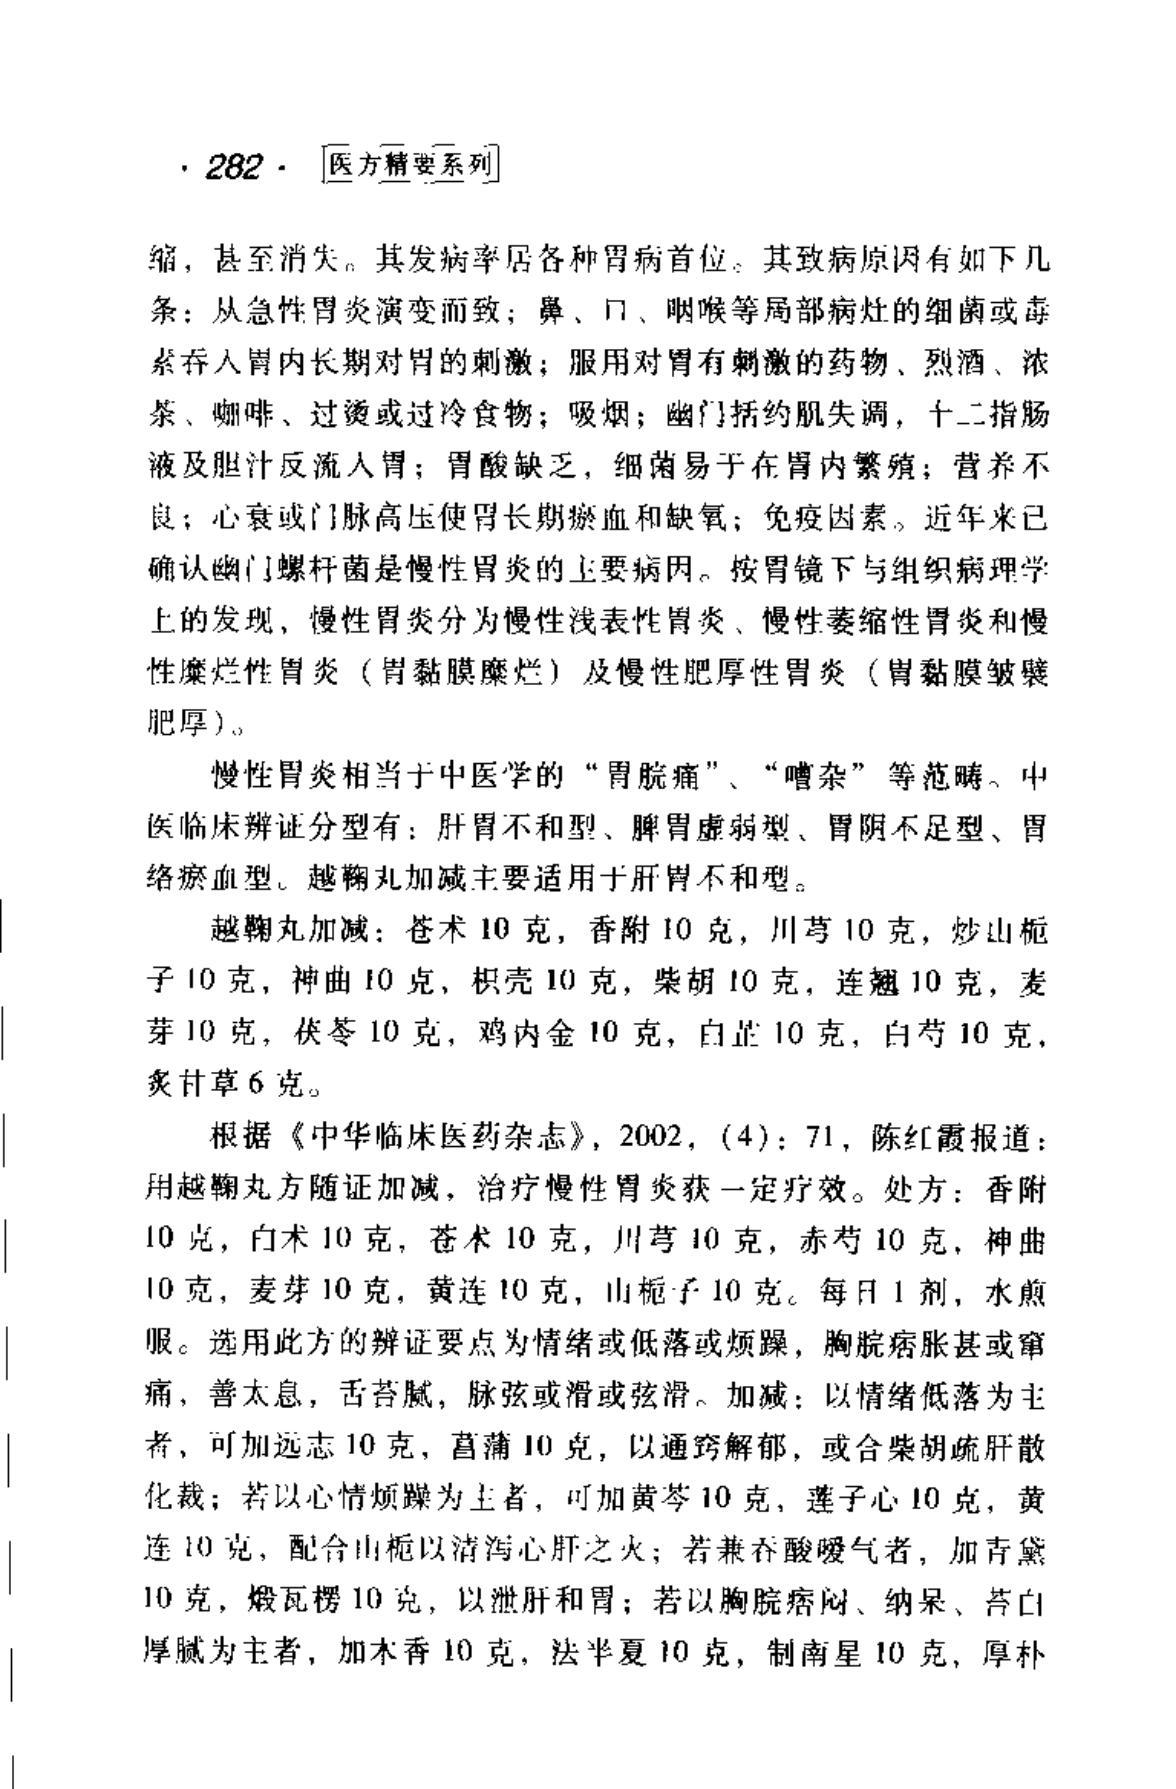 · 282 · 医方精要系列
缩，甚至消失。其发病率居各种胃病首位。其致病原因有如下几
条：从急性胃炎演变而致；鼻、口、咽喉等局部病灶的细菌或毒
素吞入胃内长期对胃的刺激；服用对胃有刺激的药物、烈酒、浓
茶、咖啡、过烫或过冷食物；吸烟；幽门括约肌失调，十二指肠
液及胆汁反流入胃；胃酸缺乏，细菌易于在胃内繁殖；营养不
良；心衰或门脉高压使胃长期瘀血和缺氧；免疫因素。近年来已
确认幽门螺杆菌是慢性胃炎的主要病因。按胃镜下与组织病理学
上的发现，慢性胃炎分为慢性浅表性胃炎、慢性萎缩性胃炎和慢
性糜烂性胃炎（胃黏膜糜烂）及慢性肥厚性胃炎（胃黏膜皱襞
肥厚）。
慢性胃炎相当于中医学的“胃脘痛”、“嘈杂”等范畴。中
医临床辨证分型有：肝胃不和型、脾胃虚弱型、胃阴不足型、胃
络瘀血型。越鞠丸加减主要适用于肝胃不和型。
越鞠丸加减：苍术 10 克，香附 10 克，川芎 10 克，炒山栀
子 10 克，神曲 10 克，枳壳 10 克，柴胡 10 克，连翘 10 克，麦
芽 10 克，茯苓 10 克，鸡内金 10 克，白芷 10 克，白芍 10 克，
炙甘草 6 克。
根据《中华临床医药杂志》，2002，（4）：71，陈红霞报道：
用越鞠丸方随证加减，治疗慢性胃炎获一定疗效。处方：香附
10 克，白术 10 克，苍术 10 克，川芎 10 克，赤芍 10 克，神曲
10 克，麦芽 10 克，黄连 10 克，山栀子 10 克。每日 1 剂，水煎
服。选用此方的辨证要点为情绪或低落或烦躁，胸脘痞胀甚或窜
痛，善太息，舌苔腻，脉弦或滑或弦滑。加减：以情绪低落为主
者，可加远志 10 克，菖蒲 10 克，以通窍解郁，或合柴胡疏肝散
化裁；若以心情烦躁为主者，可加黄芩 10 克，莲子心 10 克，黄
连 10 克，配合山栀以清泻心肝之火；若兼吞酸嗳气者，加青黛
10 克，煅瓦楞 10 克，以泄肝和胃；若以胸脘痞闷、纳呆、苔白
厚腻为主者，加木香 10 克，法半夏 10 克，制南星 10 克，厚朴